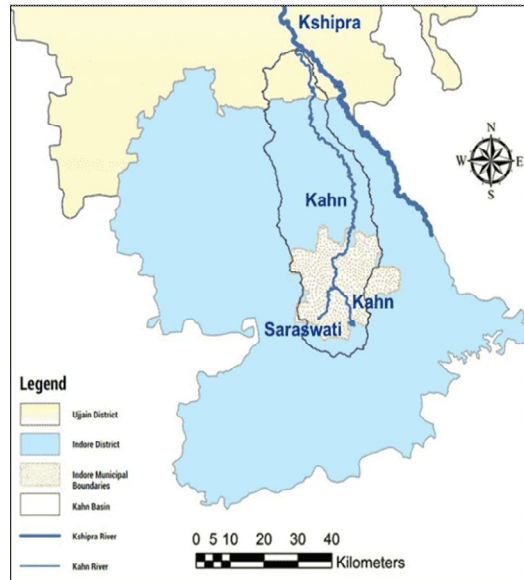 Kshipra
N
W E
S
Kahn
Kahn
Saraswati
Legend
Ujjain District
Indore District
Indore Municipal
Boundaries
Kahn Basin
Kshipra River
Kahn River
0 5 10 20 30 40
Kilometers